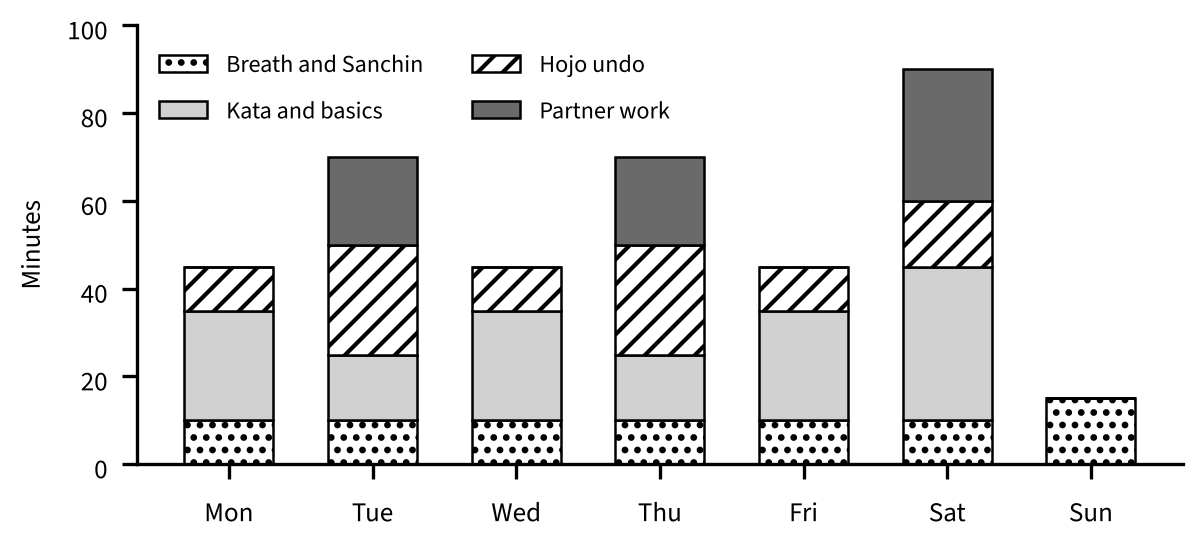 100
80
60
40
20
0
Minutes
Breath and Sanchin
Kata and basics
Hojo undo
Partner work
Mon Tue Wed Thu Fri Sat Sun